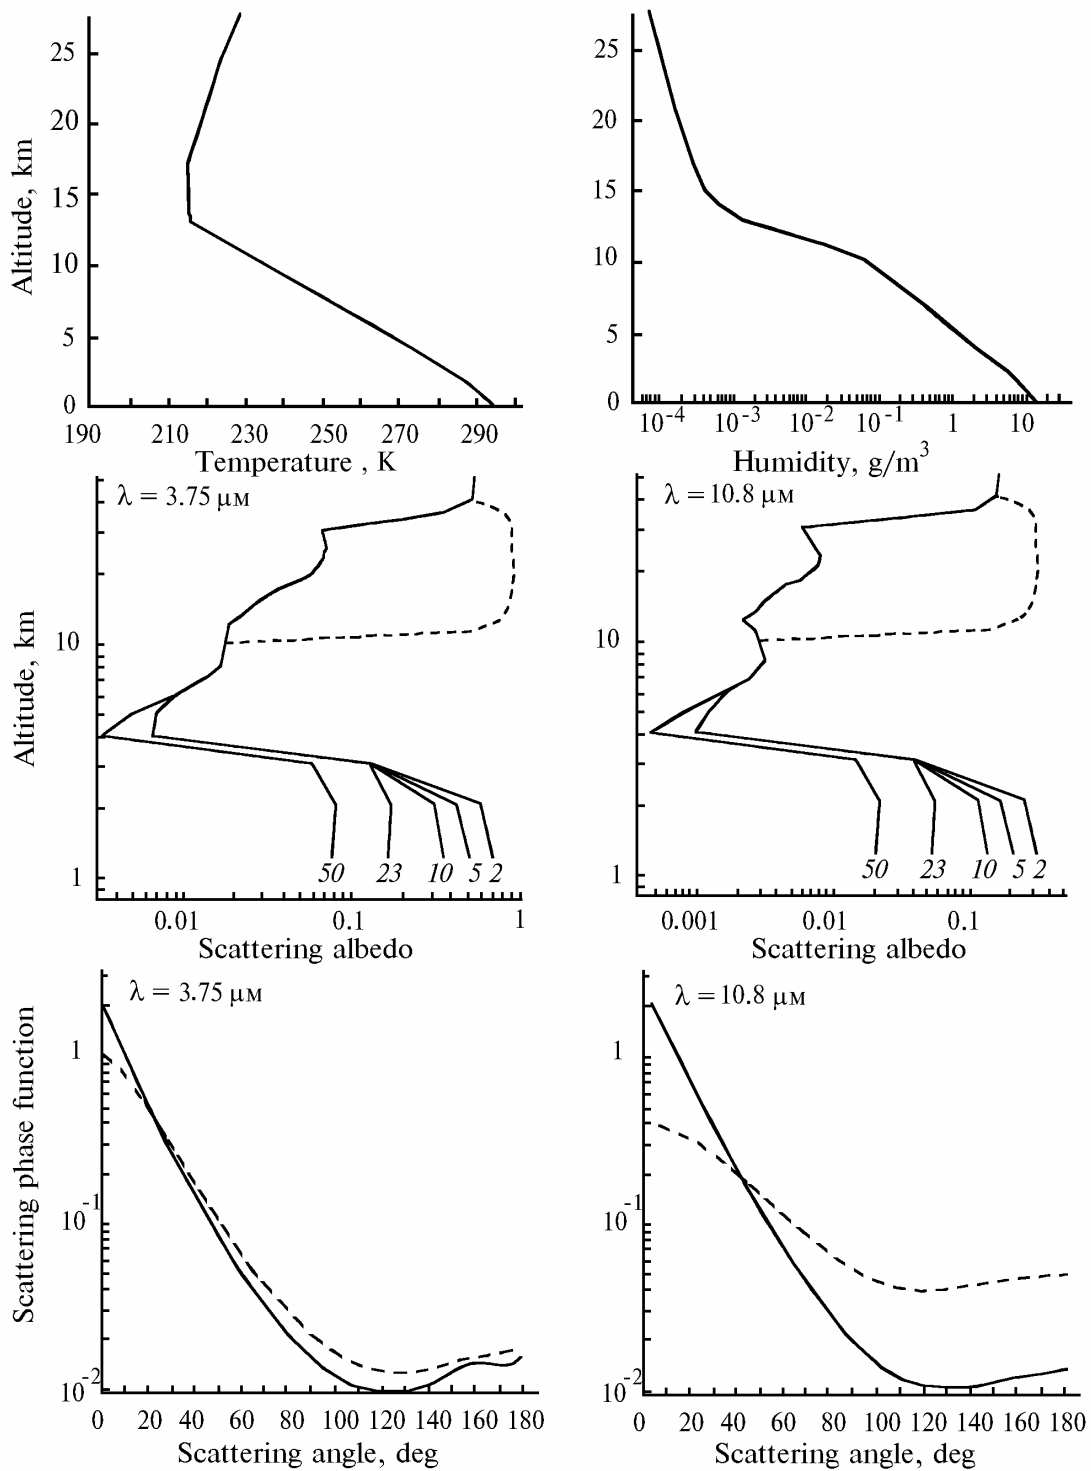 25
20
15
10
5
0
Altitude, km
190 210 230 250 270 290
Temperature , K
25
20
15
10
5
0
10-4 10-3 10-2 10-1 1 10
Humidity, g/m3
λ = 3.75 μм
10
1
Altitude, km
50 23 10 5 2
0.01 0.1 1
Scattering albedo
λ = 10.8 μм
10
1
50 23 10 5 2
0.001 0.01 0.1
Scattering albedo
λ = 3.75 μм
1
10-1
10-2
Scattering phase function
0 20 40 60 80 100 120 140 160 180
Scattering angle, deg
λ = 10.8 μм
1
10-1
10-2
0 20 40 60 80 100 120 140 160 180
Scattering angle, deg